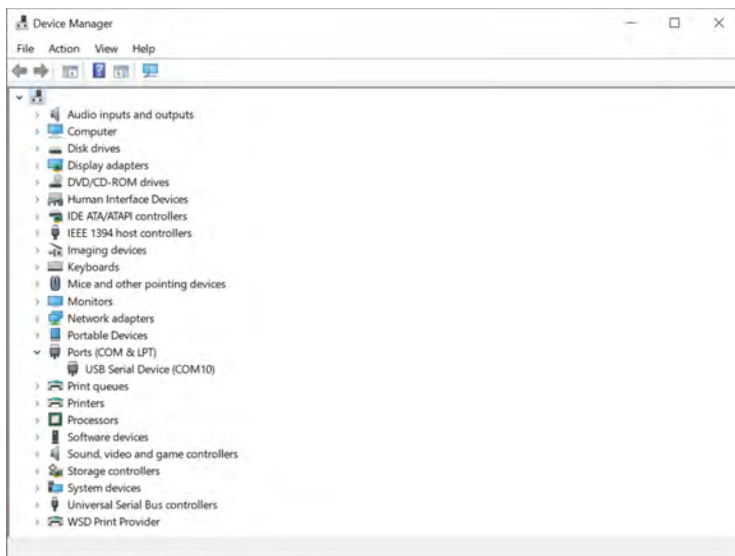 Device Manager
File Action View Help
Audio inputs and outputs
Computer
Disk drives
Display adapters
DVD/CD-ROM drives
Human Interface Devices
IDE ATA/ATAPI controllers
IEEE 1394 host controllers
Imaging devices
Keyboards
Mice and other pointing devices
Monitors
Network adapters
Portable Devices
Ports (COM & LPT)
USB Serial Device (COM10)
Print queues
Printers
Processors
Software devices
Sound, video and game controllers
Storage controllers
System devices
Universal Serial Bus controllers
WSD Print Provider